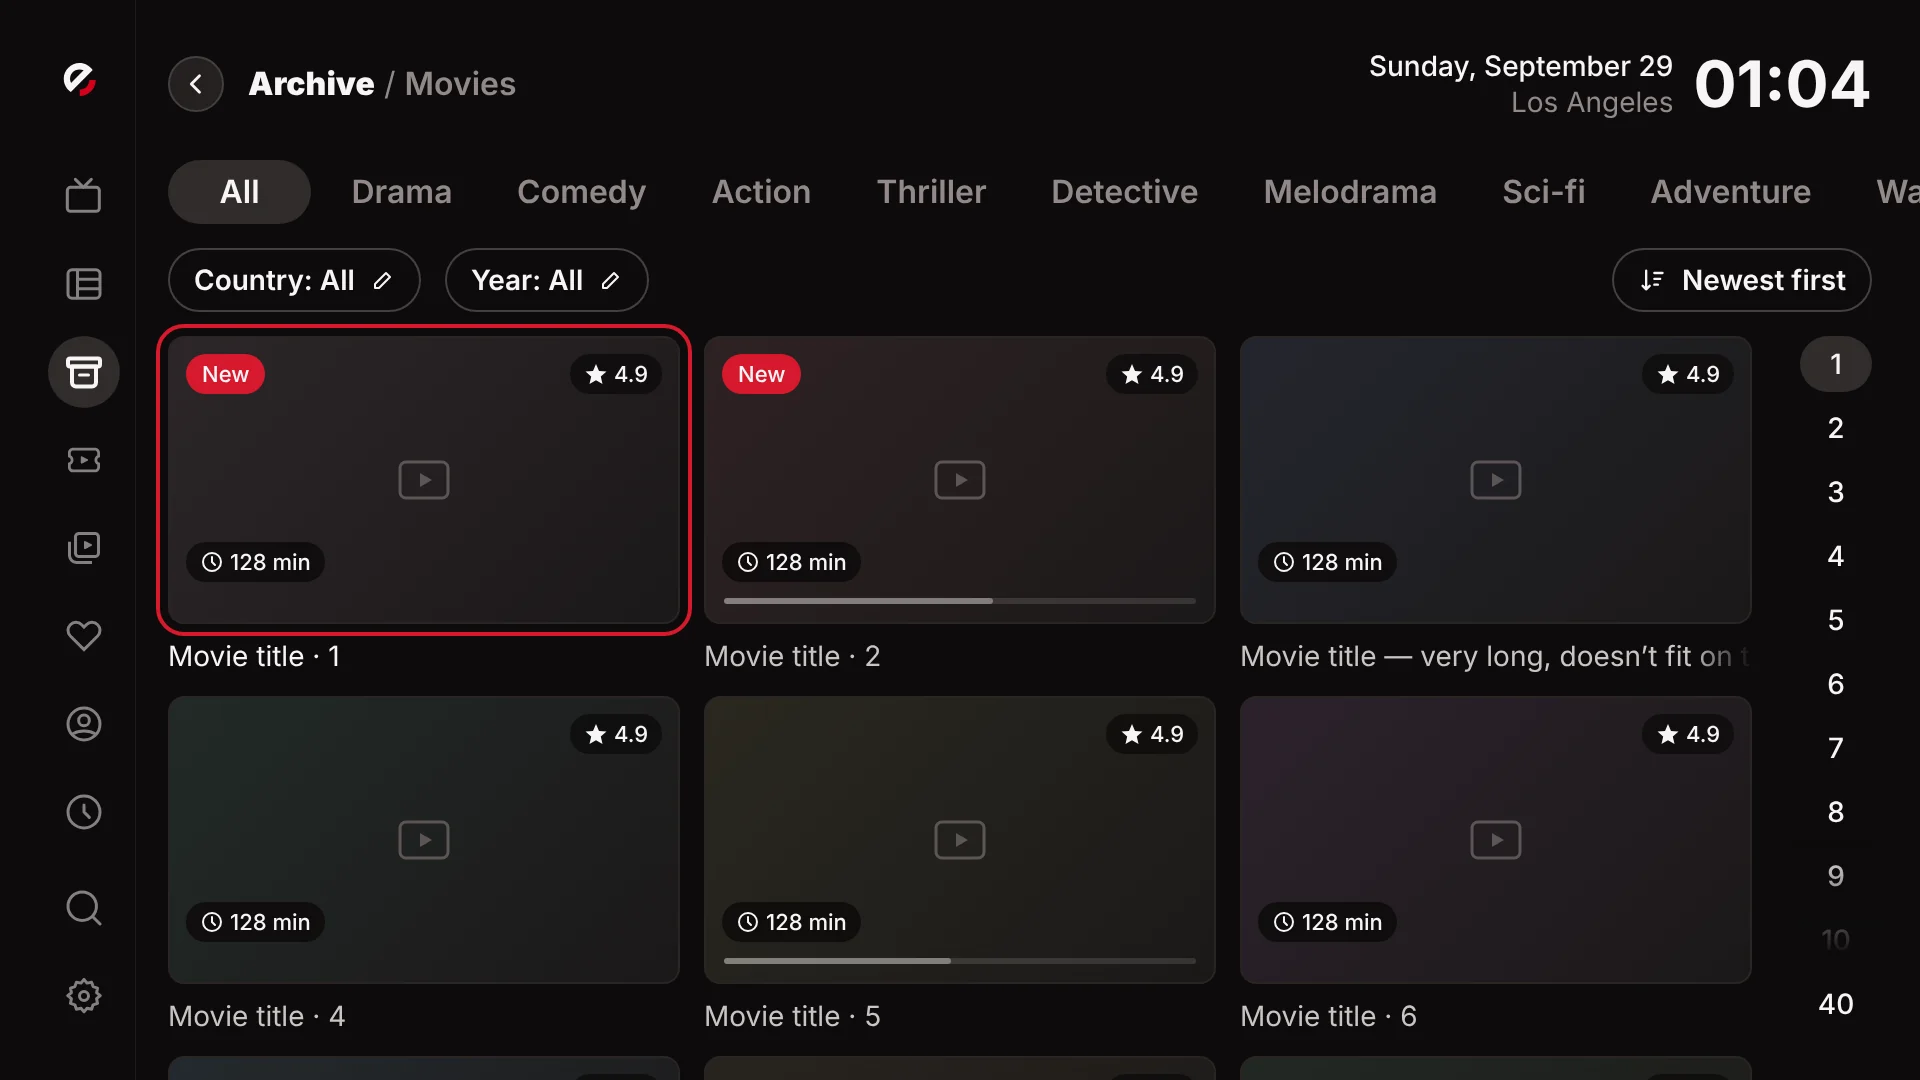 Archive / Movies
Sunday, September 29
Los Angeles
01:04
All
Drama
Comedy
Action
Thriller
Detective
Melodrama
Sci-fi
Adventure
Country: All
Year: All
Newest first
New
4.9
128 min
Movie title · 1
New
4.9
128 min
Movie title · 2
4.9
128 min
Movie title — very long, doesn’t fit on
4.9
128 min
Movie title · 4
4.9
128 min
Movie title · 5
4.9
128 min
Movie title · 6
1
2
3
4
5
6
7
8
9
10
40